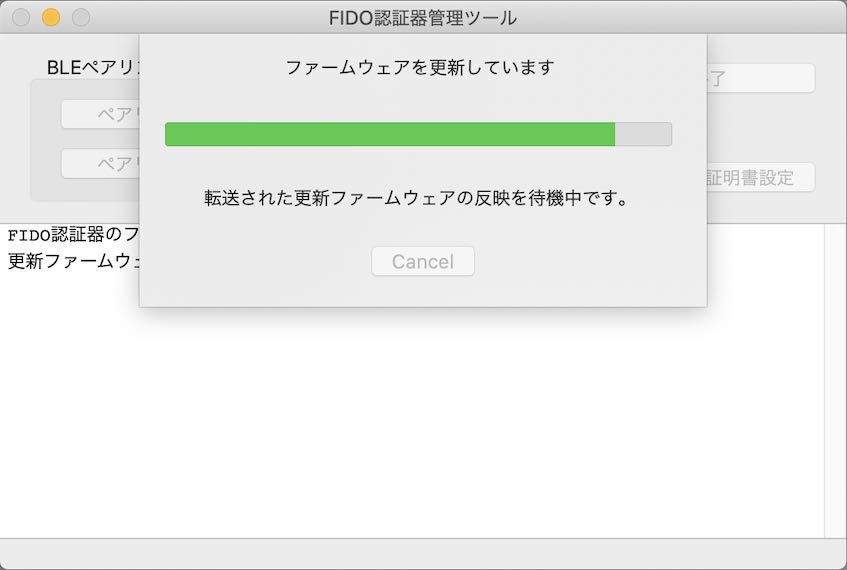 FIDO認証器管理ツール
ファームウェアを更新しています
転送された更新ファームウェアの反映を待機中です。
Cancel
BLEペアリン
ペアリ
ペアリ
了
証明書設定
FIDO認証器のフ
更新ファームウェ